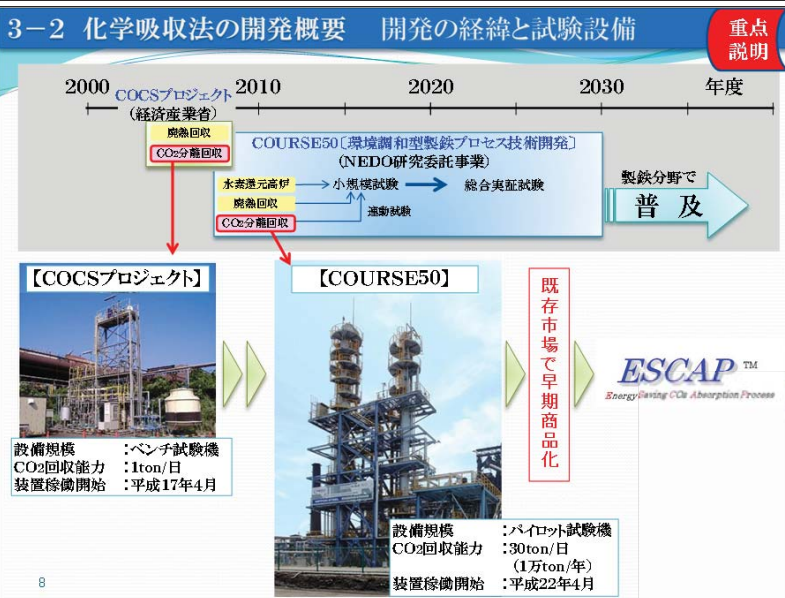 3－2 化学吸収法の開発概要　開発の経緯と試験設備
重点
説明
2000
2010
2020
2030
年度
COCSプロジェクト
(経済産業省)
廃熱回収
CO2分離回収
COURSE50〔環境調和型製鉄プロセス技術開発〕
(NEDO研究委託事業)
水素還元高炉
小規模試験
総合実証試験
廃熱回収
連動試験
CO2分離回収
製鉄分野で
普 及
【COCSプロジェクト】
設備規模 :ベンチ試験機
CO2回収能力 :1ton/日
装置稼働開始 :平成17年4月
【COURSE50】
設備規模 :パイロット試験機
CO2回収能力 :30ton/日
(1万ton/年)
装置稼働開始 :平成22年4月
既存市場で早期商品化
ESCAP TM
Energy Saving CO2 Absorption Process
8